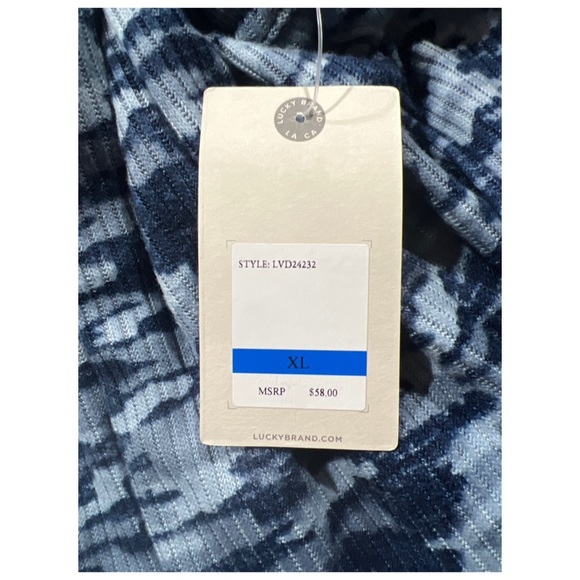 LUCKY BRAND
LA CA
STYLE: LVD24232
XL
MSRP $58.00
LUCKYBRAND.COM